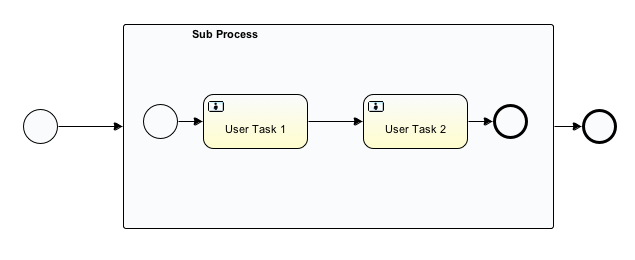 Sub Process
User Task 1
User Task 2